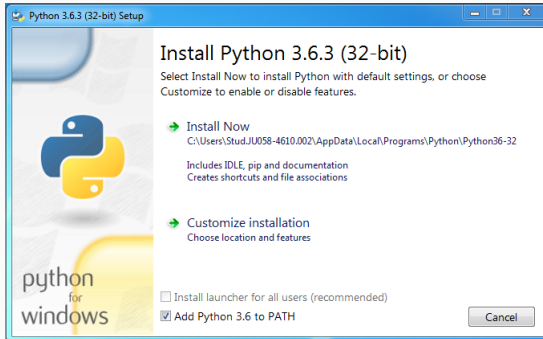 Python 3.6.3 (32-bit) Setup
Install Python 3.6.3 (32-bit)
Select Install Now to install Python with default settings, or choose
Customize to enable or disable features.
Install Now
C:\Users\Stud.JU058-4610.002\AppData\Local\Programs\Python\Python36-32
Includes IDLE, pip and documentation
Creates shortcuts and file associations
Customize installation
Choose location and features
python
for
windows
Install launcher for all users (recommended)
Add Python 3.6 to PATH
Cancel